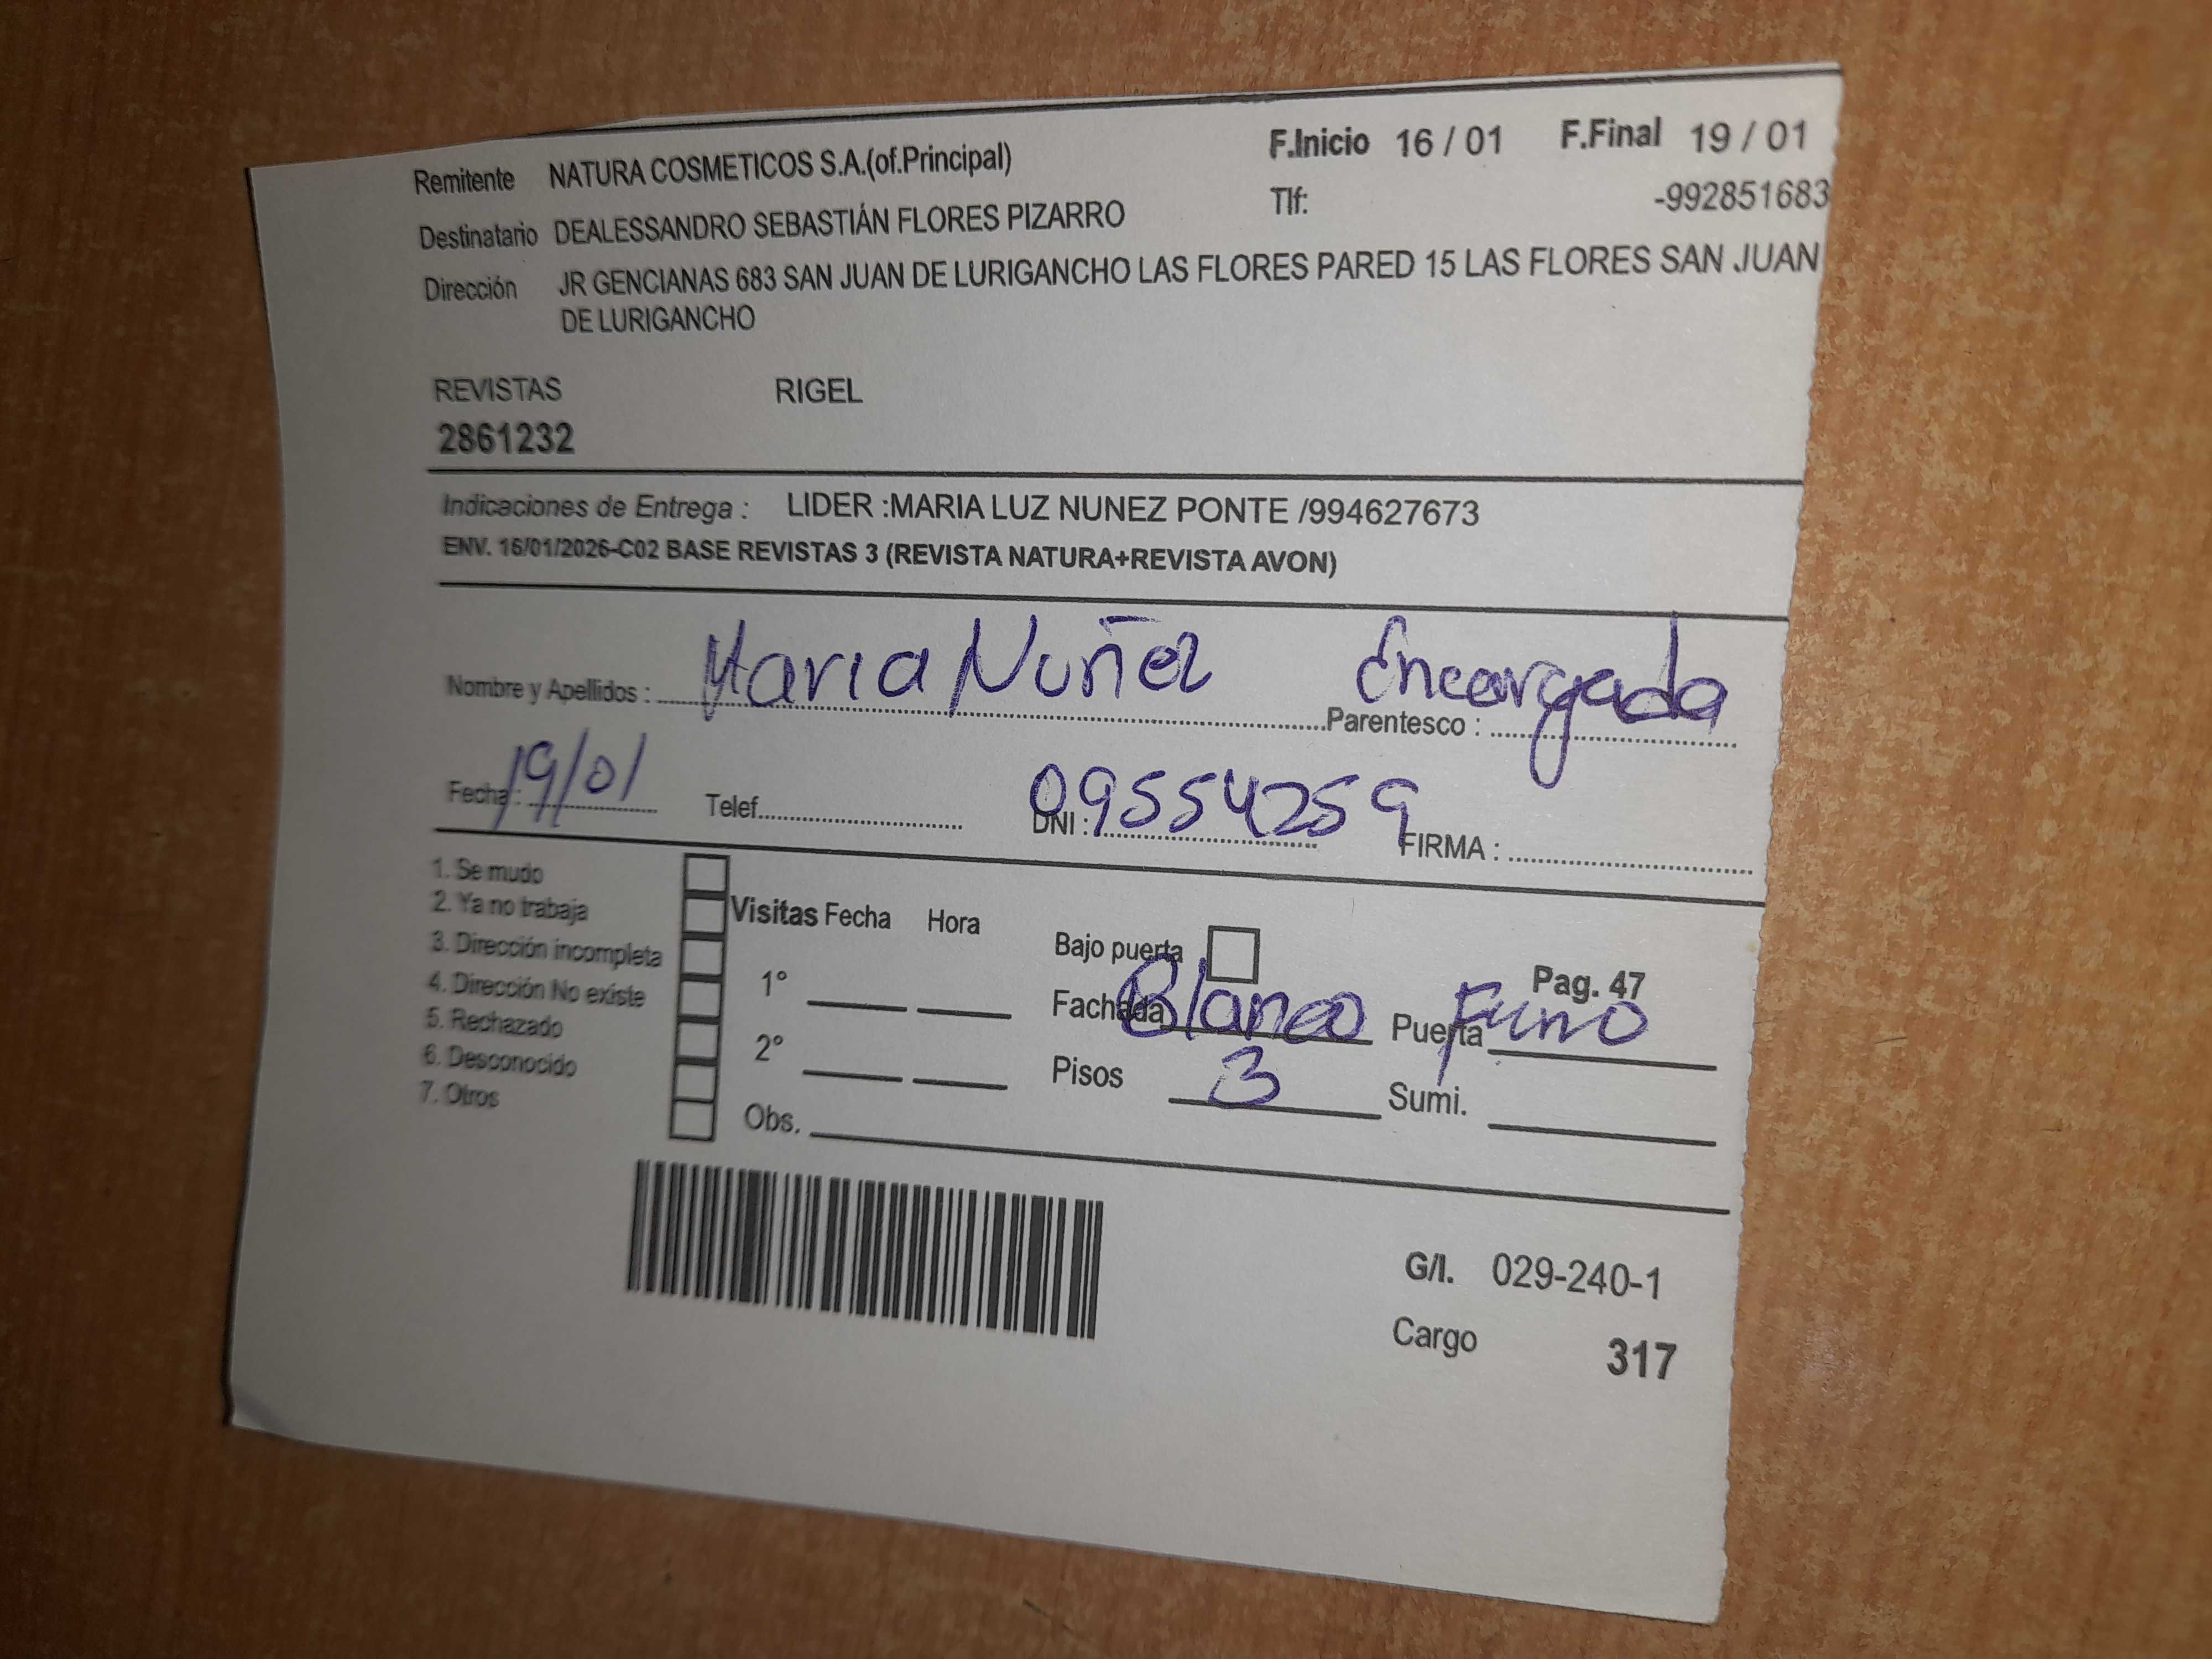 Remitente NATURA COSMETICOS S.A.(of.Principal) F.Inicio 16 / 01 F.Final 19 / 01
Destinatario DEALESSANDRO SEBASTIÁN FLORES PIZARRO Tlf: -992851683
Dirección JR GENCIANAS 683 SAN JUAN DE LURIGANCHO LAS FLORES PARED 15 LAS FLORES SAN JUAN
DE LURIGANCHO
REVISTAS RIGEL
2861232
Indicaciones de Entrega : LIDER :MARIA LUZ NUNEZ PONTE /994627673
ENV. 16/01/2026-C02 BASE REVISTAS 3 (REVISTA NATURA+REVISTA AVON)
Nombre y Apellidos : Maria Nuñez Parentesco : Encargada
Fecha : 19/01 Telef. DNI : 09554259 FIRMA :
1. Se mudo
2. Ya no trabaja
3. Dirección incompleta
4. Dirección No existe
5. Rechazado
6. Desconocido
7. Otros
Visitas Fecha Hora
1°
2°
Obs.
Bajo puerta Pag. 47
Fachada Blanco Puerta
Pisos 3 Sumi.
G/I. 029-240-1
Cargo 317